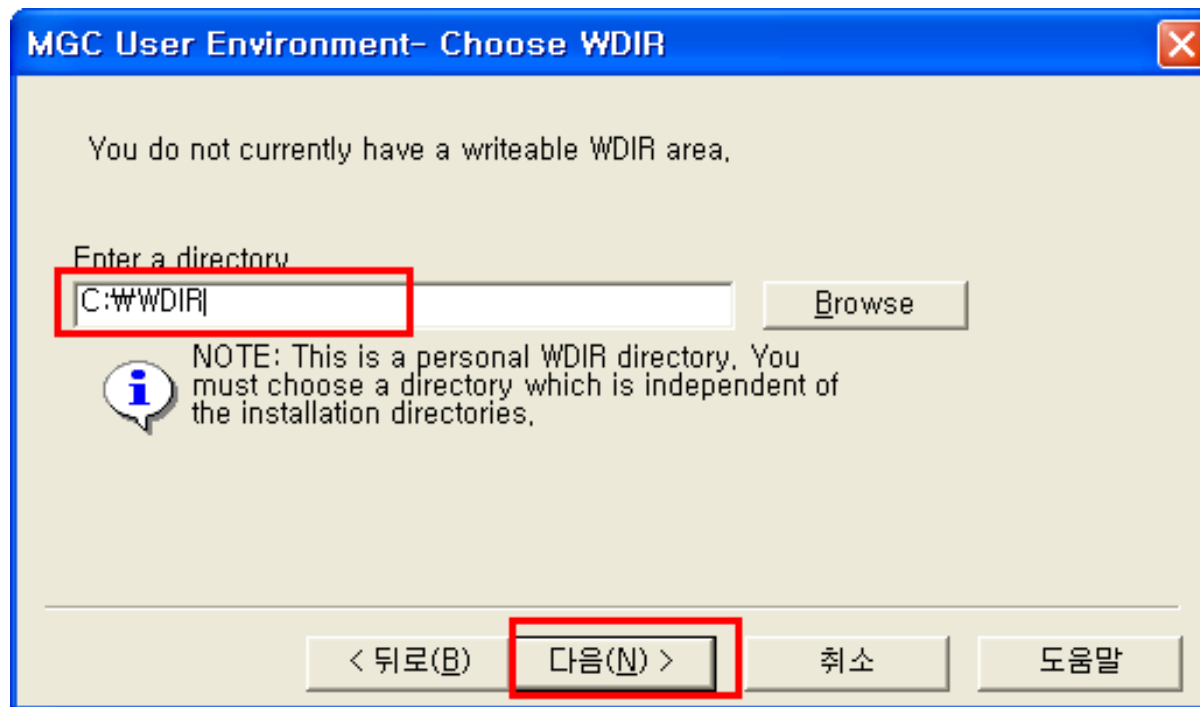 MGC User Environment- Choose WDIR
You do not currently have a writeable WDIR area,
Enter a directory
C:₩WDIR
Browse
NOTE: This is a personal WDIR directory, You
must choose a directory which is independent of
the installation directories,
< 뒤로(B)
다음(N) >
취소
도움말